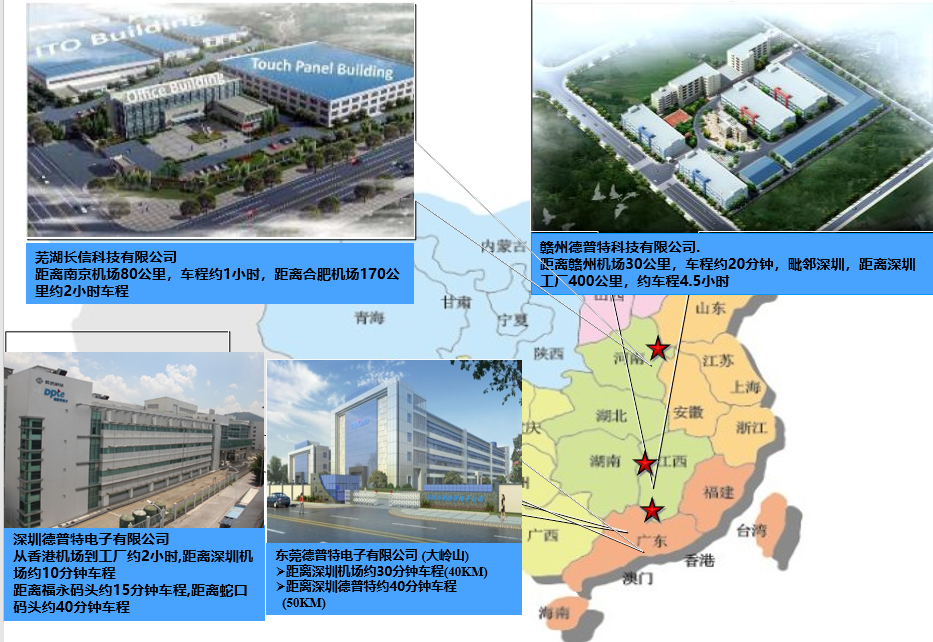 ITO Building
Touch Panel Building
Office Building
芜湖长信科技有限公司
距离南京机场80公里，车程约1小时，距离合肥机场170公
里约2小时车程
赣州德普特科技有限公司.
距离赣州机场30公里，车程约20分钟，毗邻深圳，距离深圳
工厂400公里，约车程4.5小时
内蒙古
甘肃
宁夏
青海
陕西
山西
山东
河南
江苏
上海
安徽
湖北
浙江
湖南
江西
福建
广西
广东
台湾
香港
澳门
海南
dpte
深圳德普特电子有限公司
从香港机场到工厂约2小时,距离深圳机
场约10分钟车程
距离福永码头约15分钟车程,距离蛇口
码头约40分钟车程
东莞德普特电子有限公司 (大岭山)
➢距离深圳机场约30分钟车程(40KM)
➢距离深圳德普特约40分钟车程
(50KM)